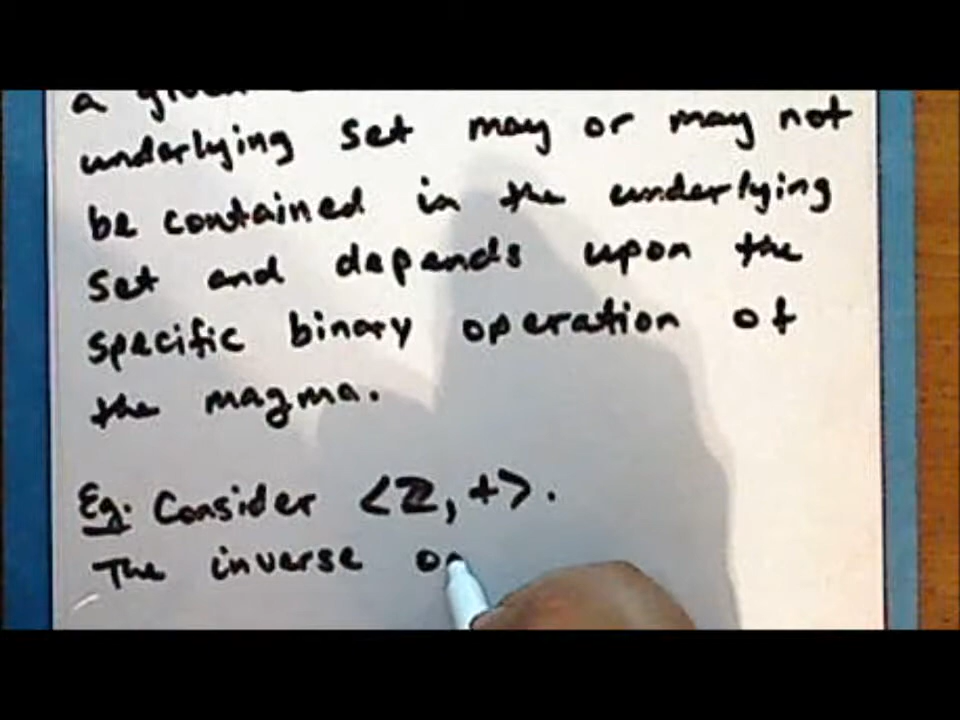 a
underlying set may or may not
be contained in the underlying
set and depends upon the
specific binary operation of
the magma.
Eg: Consider <ℤ, +>.
The inverse